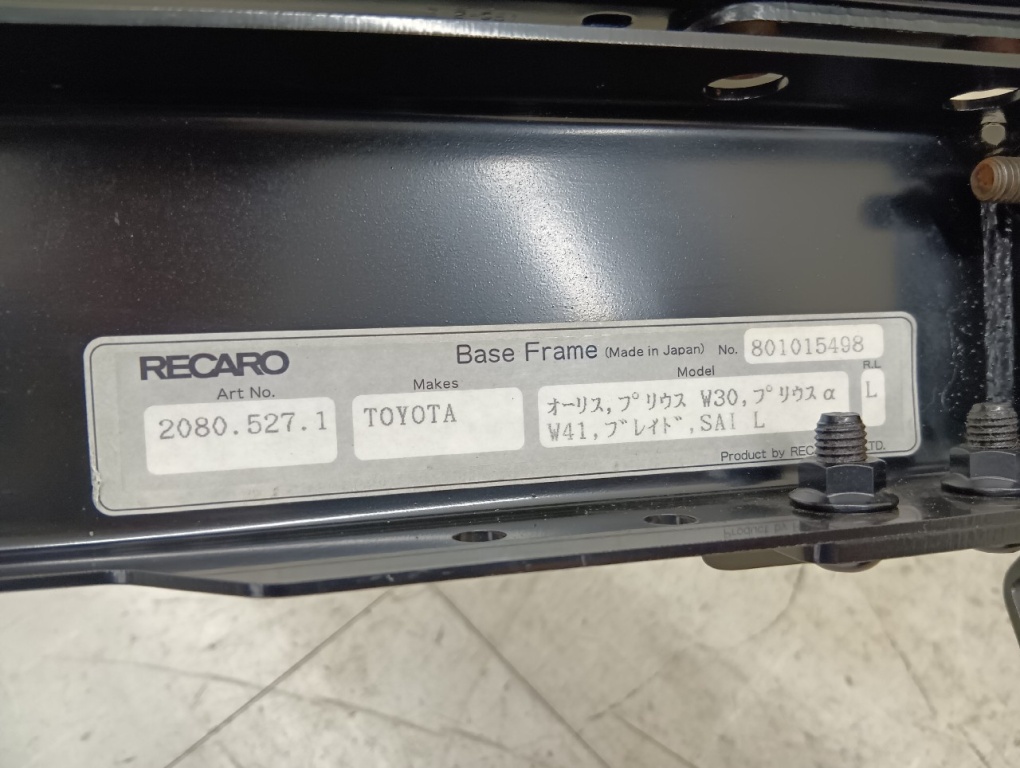 RECARO
Base Frame (Made in Japan) No. 801015498
Art No. Makes Model R.L
2080.527.1 TOYOTA オーリス,プリウス W30,プリウスα L
W41,ブレイド,SAI L
Product by REC TD.